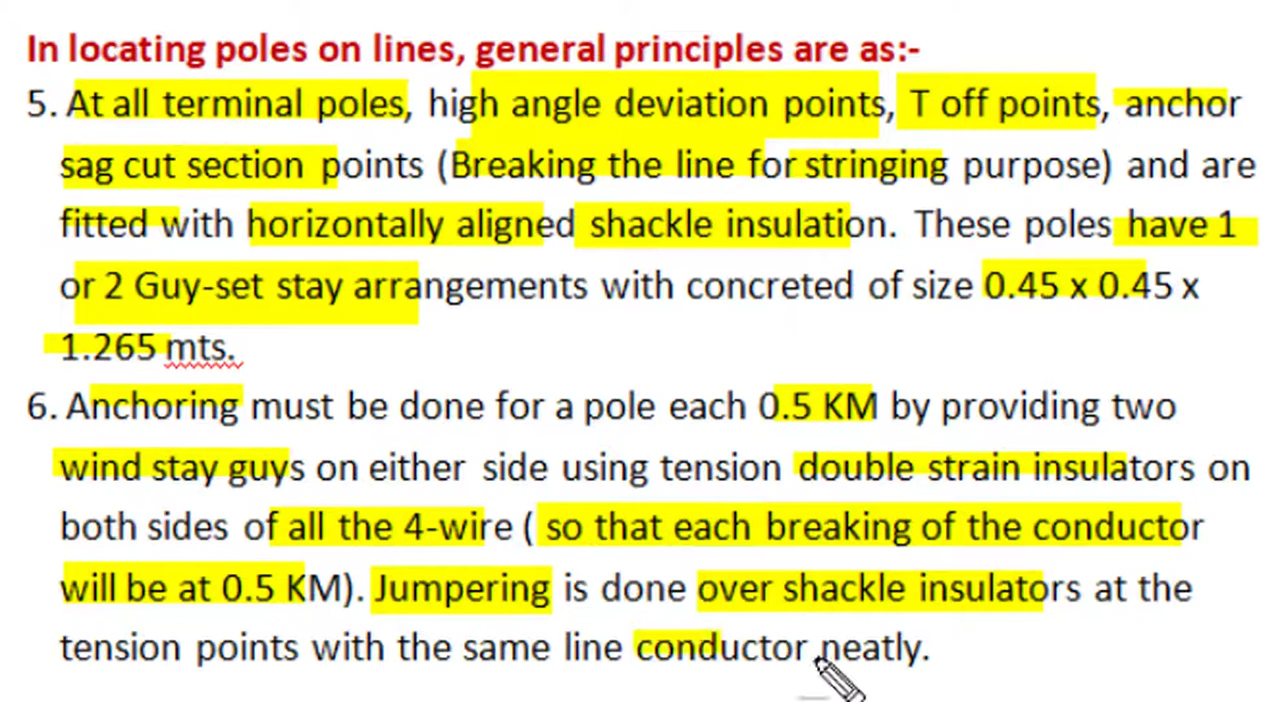 In locating poles on lines, general principles are as:-
5. At all terminal poles, high angle deviation points, T off points, anchor
sag cut section points (Breaking the line for stringing purpose) and are
fitted with horizontally aligned shackle insulation. These poles have 1
or 2 Guy-set stay arrangements with concreted of size 0.45 x 0.45 x
1.265 mts.
6. Anchoring must be done for a pole each 0.5 KM by providing two
wind stay guys on either side using tension double strain insulators on
both sides of all the 4-wire ( so that each breaking of the conductor
will be at 0.5 KM). Jumpering is done over shackle insulators at the
tension points with the same line conductor neatly.